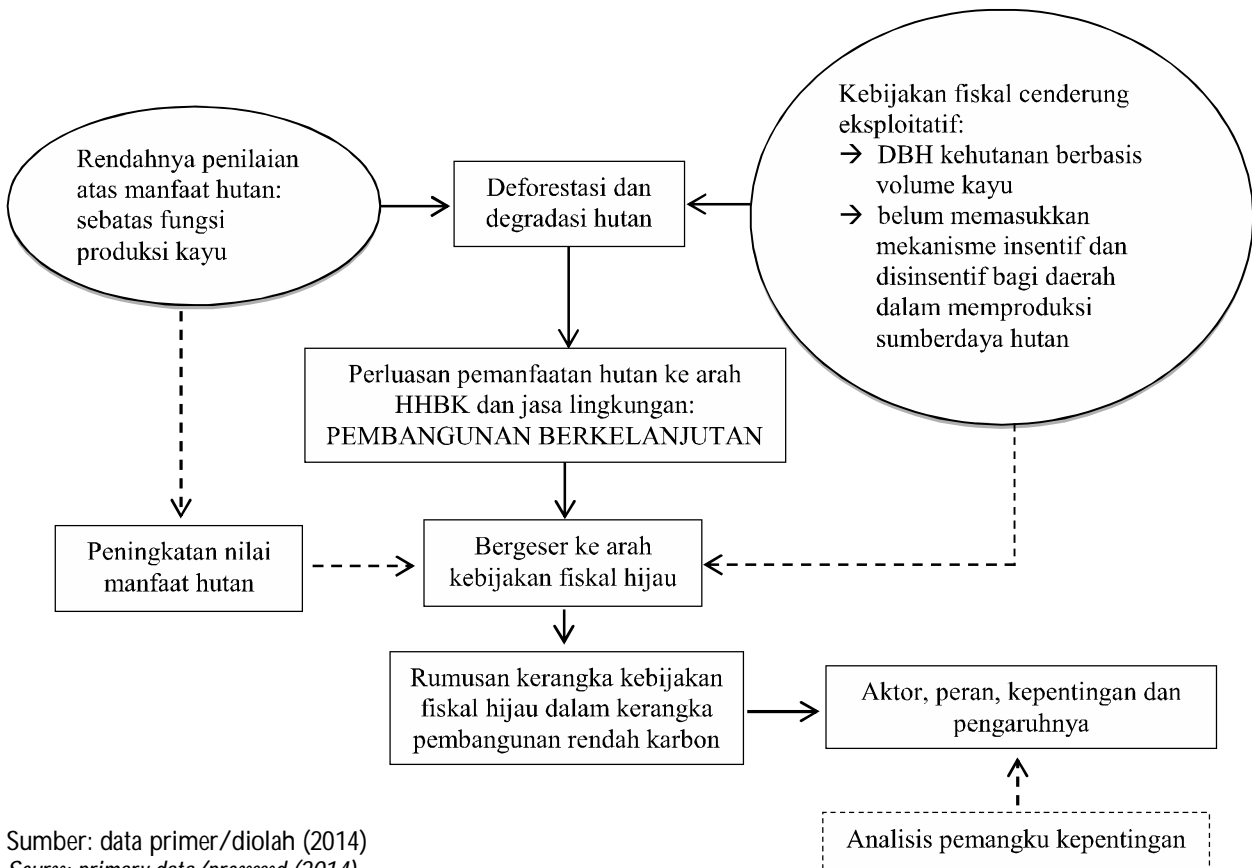 Rendahnya penilaian
atas manfaat hutan:
sebatas fungsi
produksi kayu
Deforestasi dan
degradasi hutan
Kebijakan fiskal cenderung
eksploitatif:
→ DBH kehutanan berbasis
volume kayu
→ belum memasukkan
mekanisme insentif dan
disinsentif bagi daerah
dalam memproduksi
sumberdaya hutan
Perluasan pemanfaatan hutan ke arah
HHBK dan jasa lingkungan:
PEMBANGUNAN BERKELANJUTAN
Peningkatan nilai
manfaat hutan
Bergeser ke arah
kebijakan fiskal hijau
Rumusan kerangka kebijakan
fiskal hijau dalam kerangka
pembangunan rendah karbon
Aktor, peran, kepentingan dan
pengaruhnya
Analisis pemangku kepentingan
Sumber: data primer/diolah (2014)
Source: primary data/processed (2014)